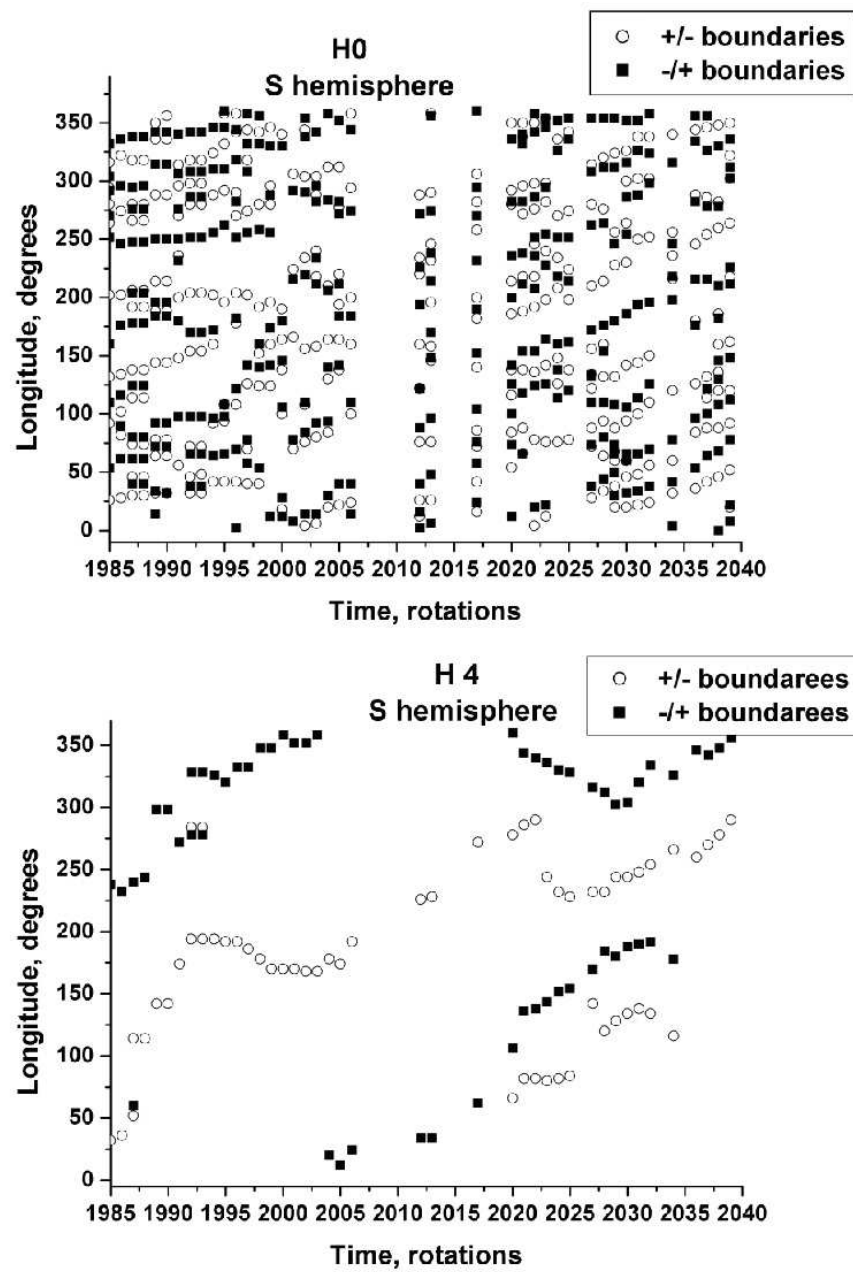 H0
S hemisphere
+/- boundaries
-/+ boundaries
350
300
250
200
150
100
50
0
Longitude, degrees
1985 1990 1995 2000 2005 2010 2015 2020 2025 2030 2035 2040
Time, rotations
H 4
S hemisphere
+/- boundarees
-/+ boundarees
350
300
250
200
150
100
50
0
Longitude, degrees
1985 1990 1995 2000 2005 2010 2015 2020 2025 2030 2035 2040
Time, rotations